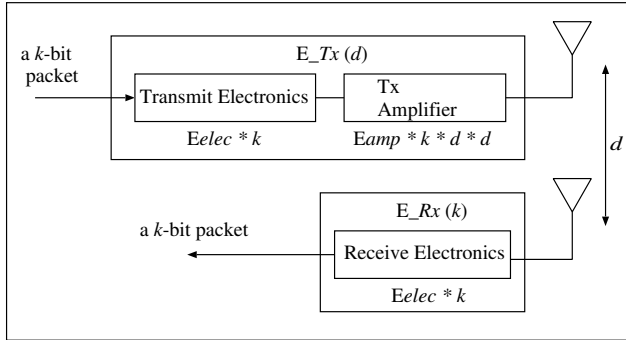 E_Tx (d)
a k-bit
packet
Transmit Electronics
Tx
Amplifier
Eelec * k
Eamp * k * d * d
d
E_Rx (k)
a k-bit packet
Receive Electronics
Eelec * k